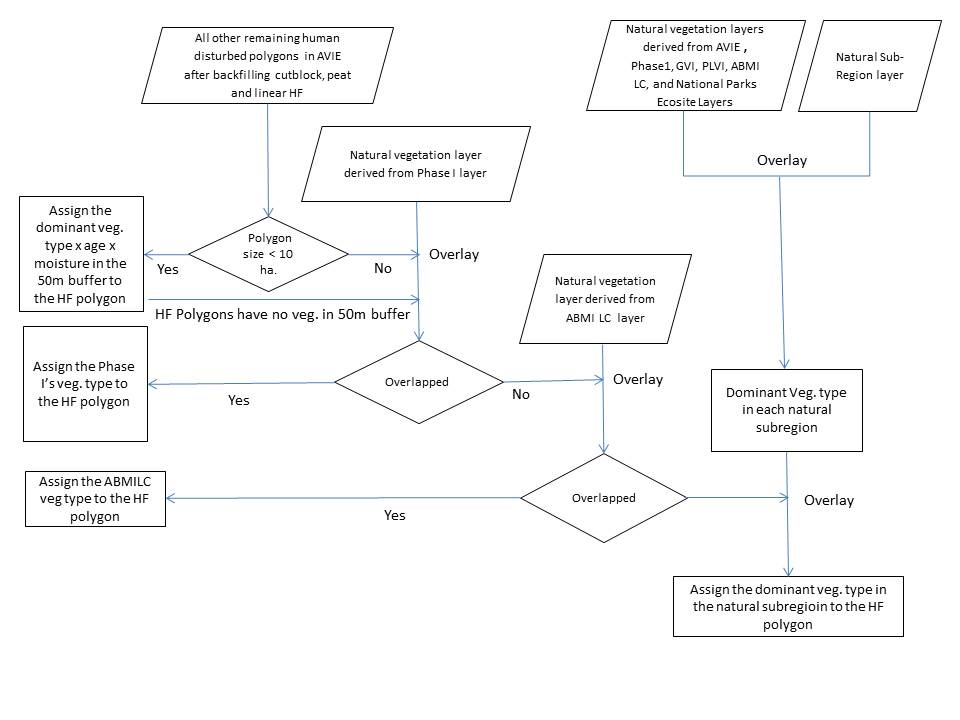 All other remaining human
disturbed polygons in AVIE
after backfilling cutblock, peat
and linear HF
Natural vegetation layers
derived from AVIE ,
Phase1, GVI, PLVI, ABMI
LC, and National Parks
Ecosite Layers
Natural Sub-
Region layer
Natural vegetation layer
derived from Phase I layer
Overlay
Assign the
dominant veg.
type x age x
moisture in the
50m buffer to
the HF polygon
Yes
Polygon
size < 10
ha.
No
Overlay
HF Polygons have no veg. in 50m buffer
Natural vegetation
layer derived from
ABMI LC layer
Assign the Phase
I's veg. type to
the HF polygon
Yes
Overlapped
No
Overlay
Dominant Veg. type
in each natural
subregion
Assign the ABMILC
veg type to the HF
polygon
Yes
Overlapped
Overlay
Assign the dominant veg. type in
the natural subregioin to the HF
polygon